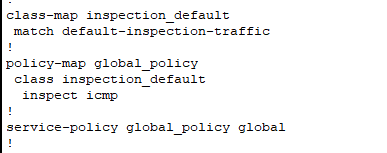 !
class-map inspection_default
 match default-inspection-traffic
!
policy-map global_policy
 class inspection_default
  inspect icmp
!
service-policy global_policy global
!